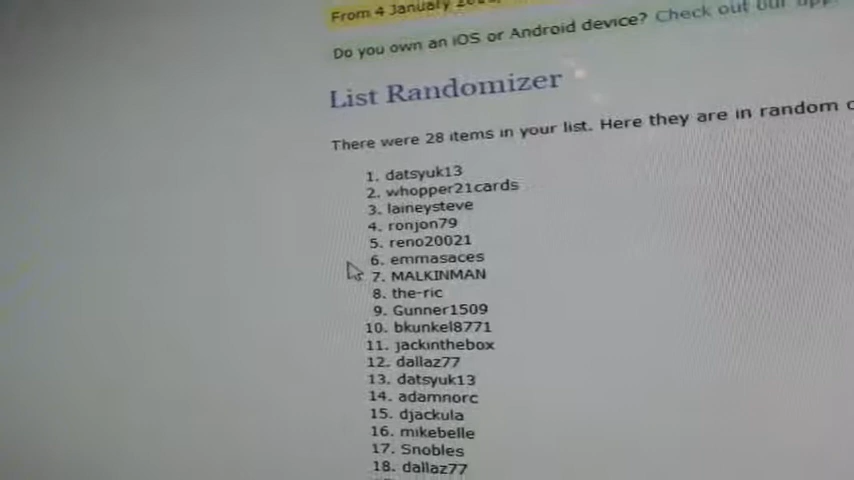 From 4 January
Do you own an iOS or Android device? Check out our app
List Randomizer
There were 28 items in your list. Here they are in random
1. datsyuk13
2. whopper21cards
3. laineysteve
4. ronjon79
5. reno20021
6. emmasaces
7. MALKINMAN
8. the-ric
9. Gunner1509
10. bkunkel8771
11. jackinthebox
12. dallaz77
13. datsyuk13
14. adamnorc
15. djackula
16. mikebelle
17. Snobles
18. dallaz77